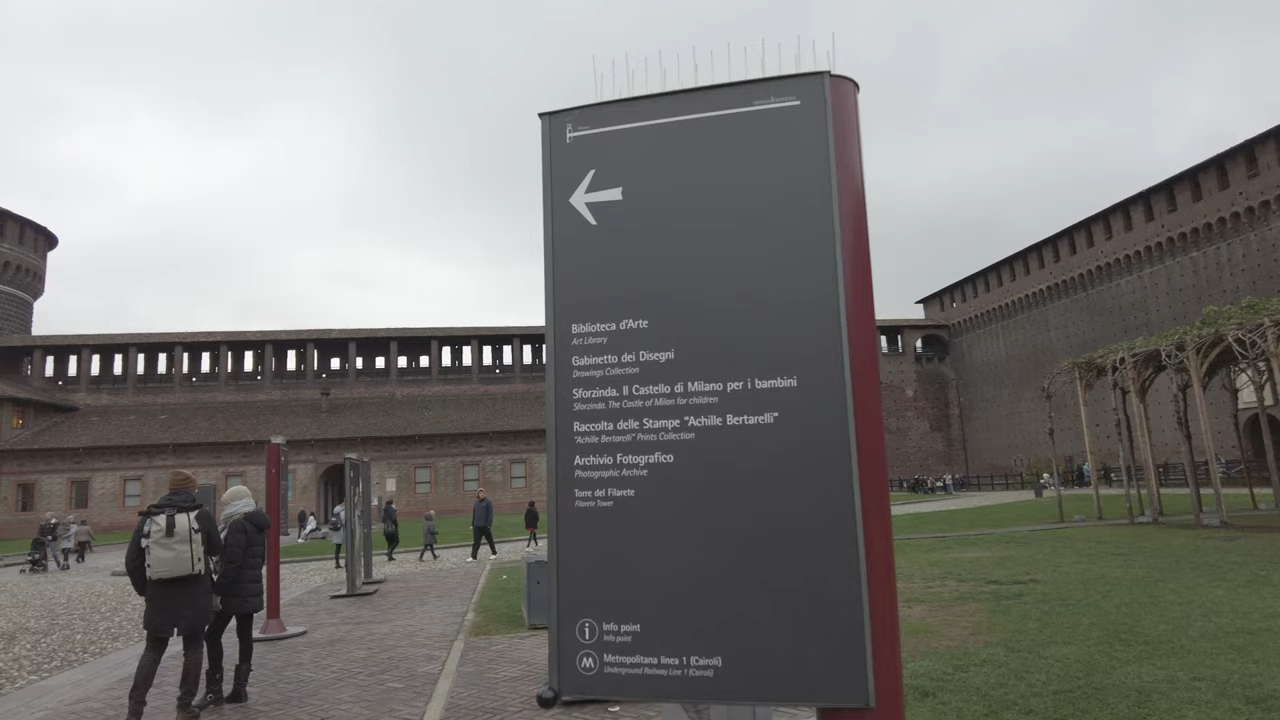 Biblioteca d'Arte
Art Library
Gabinetto dei Disegni
Drawings Collection
Sforzinda. Il Castello di Milano per i bambini
Sforzinda. The Castle of Milan for children
Raccolta delle Stampe "Achille Bertarelli"
"Achille Bertarelli" Prints Collection
Archivio Fotografico
Photographic Archive
Torre del Filarete
Filarete Tower
i Info point
Info point
M Metropolitana linea 1 (Cairoli)
Underground Railway Line 1 (Cairoli)